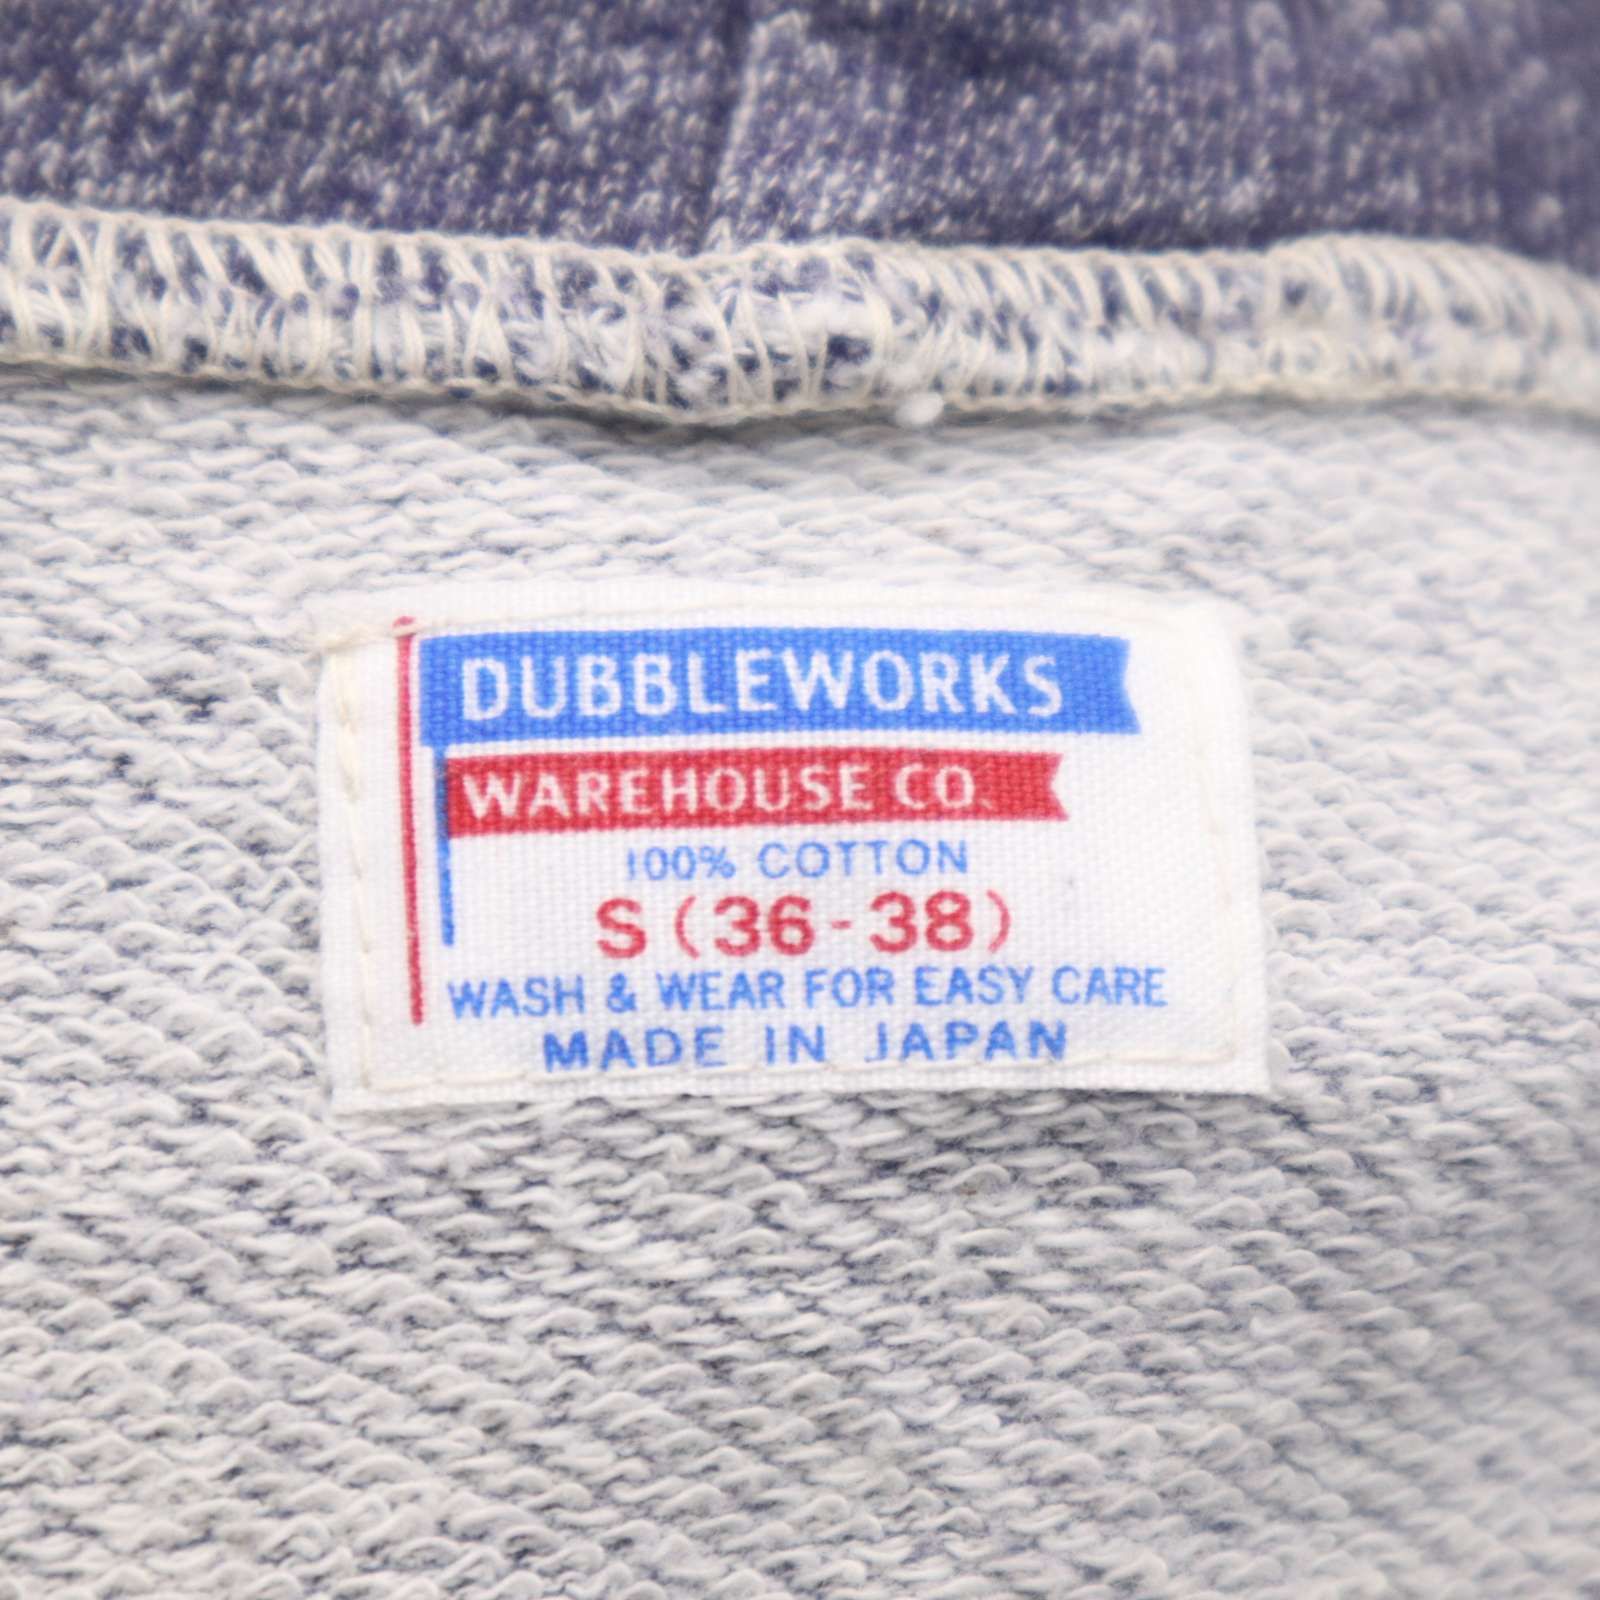 DUBBLEWORKS
WAREHOUSE CO.
100% COTTON
S (36-38)
WASH & WEAR FOR EASY CARE
MADE IN JAPAN